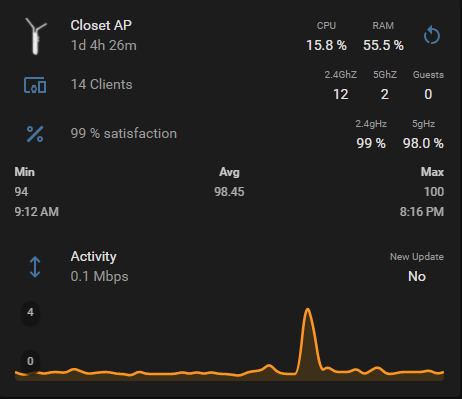 Closet AP
1d 4h 26m
CPU RAM
15.8 % 55.5 %
14 Clients
2.4GhZ 5GhZ Guests
12 2 0
99 % satisfaction
2.4gHz 5gHz
99 % 98.0 %
Min Avg Max
94 98.45 100
9:12 AM 8:16 PM
Activity
0.1 Mbps
New Update
No
4
0